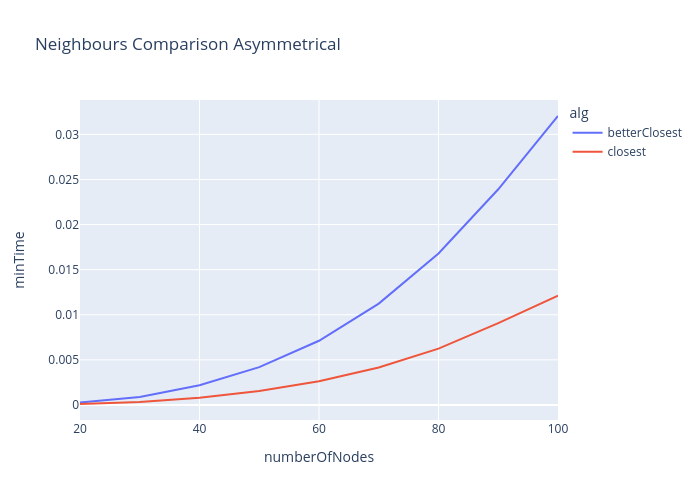 Neighbours Comparison Asymmetrical
alg
betterClosest
closest
minTime
0.03
0.025
0.02
0.015
0.01
0.005
0
20 40 60 80 100
numberOfNodes